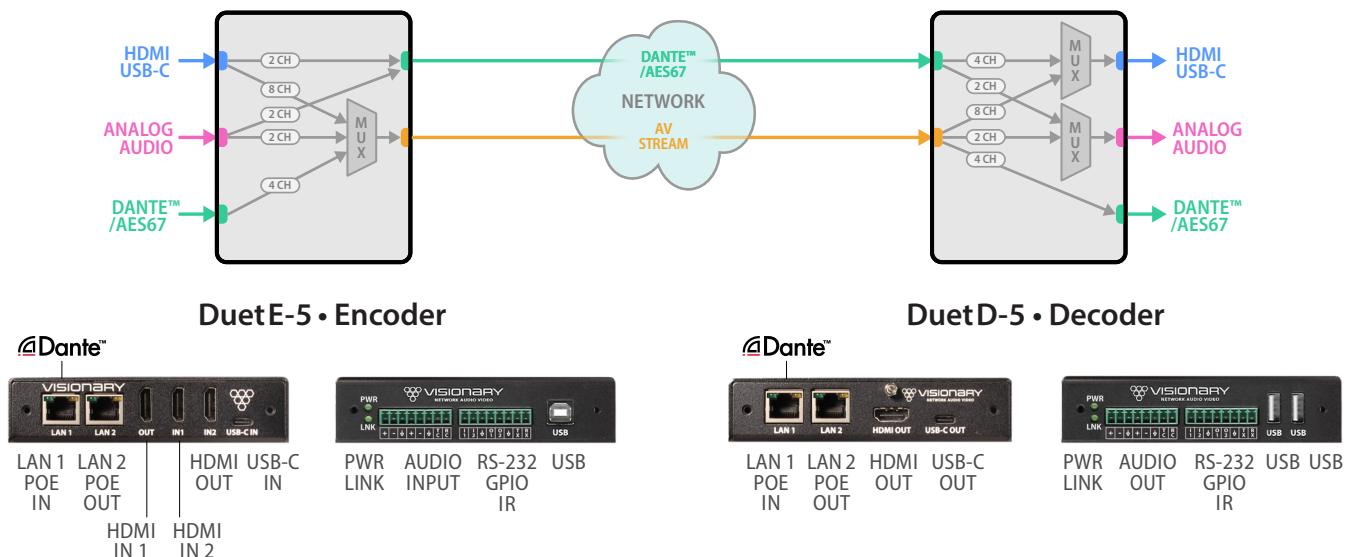 HDMI
USB-C
ANALOG
AUDIO
DANTE™
/AES67
2 CH
8 CH
2 CH
2 CH
4 CH
MUX
DANTE™
/AES67
NETWORK
AV
STREAM
4 CH
2 CH
8 CH
2 CH
4 CH
MUX
MUX
HDMI
USB-C
ANALOG
AUDIO
DANTE™
/AES67
Duet E-5 • Encoder
Dante™
VISIONARY
LAN 1
LAN 2
OUT
IN1
IN2
USB-C IN
LAN 1
POE
IN
LAN 2
POE
OUT
HDMI
OUT
USB-C
IN
HDMI
IN 1
HDMI
IN 2
PWR
LNK
VISIONARY
NETWORK AUDIO VIDEO
USB
PWR
LINK
AUDIO
INPUT
RS-232
GPIO
IR
USB
Duet D-5 • Decoder
Dante™
VISIONARY
NETWORK AUDIO VIDEO
LAN 1
LAN 2
HDMI OUT
USB-C OUT
LAN 1
POE
IN
LAN 2
POE
OUT
HDMI
OUT
USB-C
OUT
PWR
LNK
VISIONARY
NETWORK AUDIO VIDEO
USB
USB
PWR
LINK
AUDIO
OUT
RS-232
GPIO
IR
USB
USB